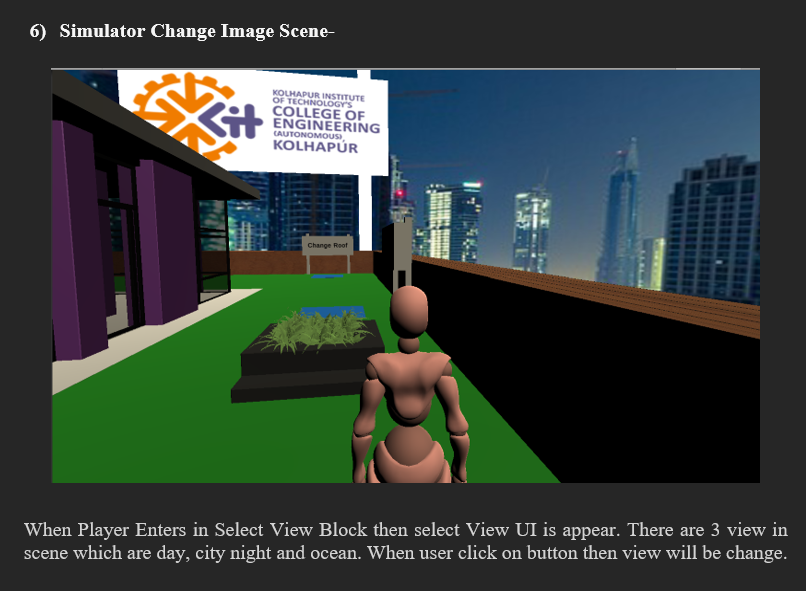 6) Simulator Change Image Scene-
KOLHAPUR INSTITUTE
OF TECHNOLOGY'S
COLLEGE OF
ENGINEERING
(AUTONOMOUS),
KOLHAPUR
Kit
Change Roof
When Player Enters in Select View Block then select View UI is appear. There are 3 view in
scene which are day, city night and ocean. When user click on button then view will be change.